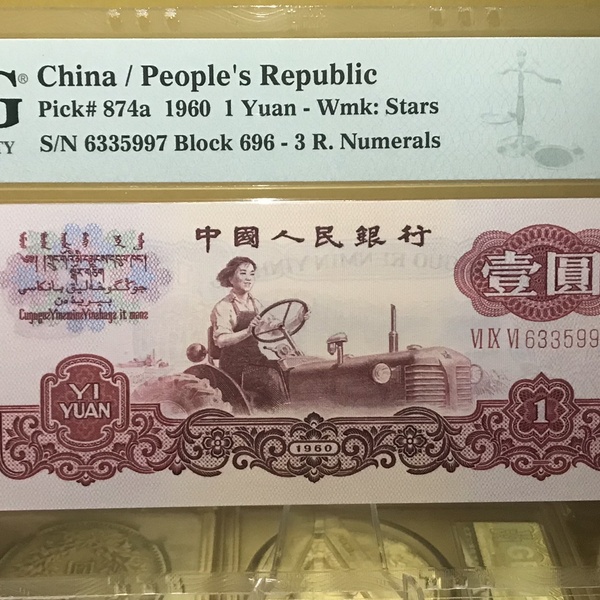 G®
China / People's Republic
Pick# 874a 1960 1 Yuan - Wmk: Stars
TY
S/N 6335997 Block 696 - 3 R. Numerals
中國人民銀行
壹圓
VI IX VI 633599
YI
YUAN
1
1960